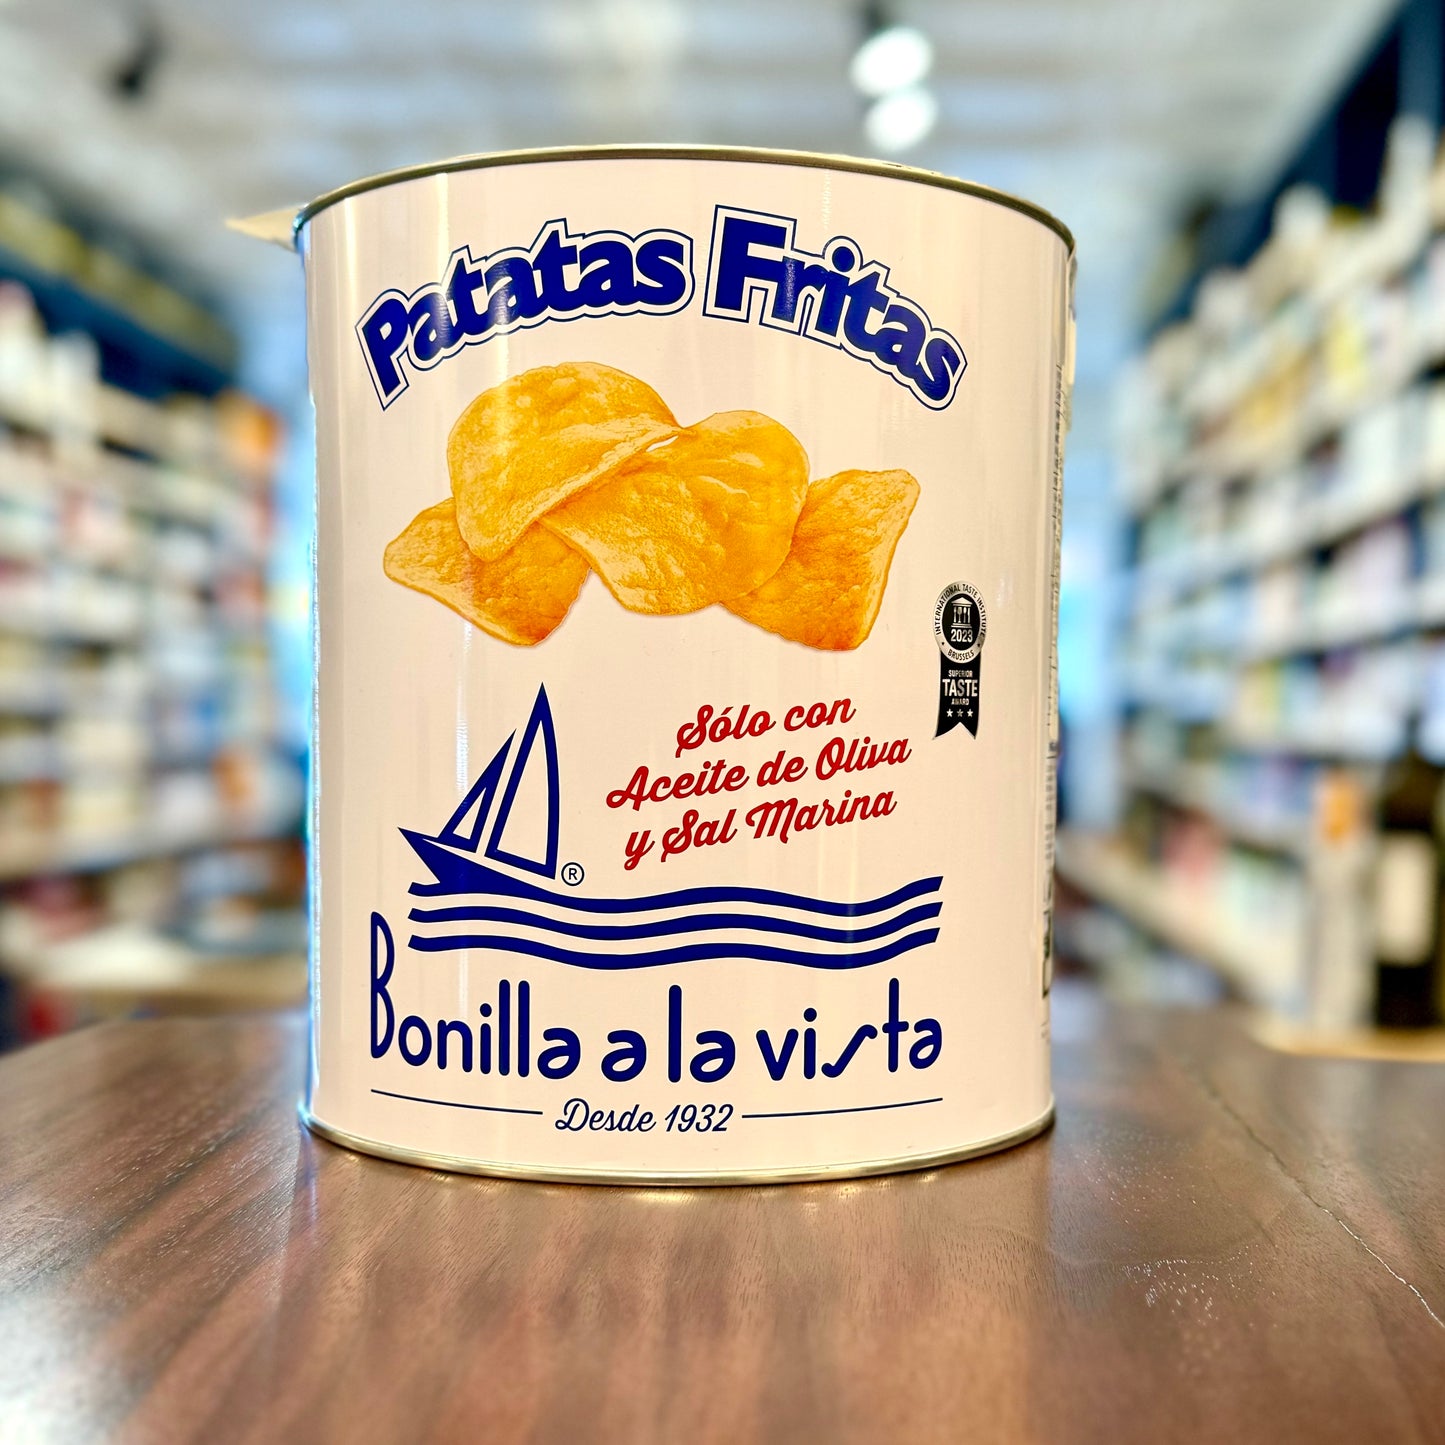 Patatas Fritas
INTERNATIONAL TASTE INSTITUTE
2023
BRUSSELS
SUPERIOR
TASTE
AWARD
Sólo con
Aceite de Oliva
y Sal Marina
®
Bonilla a la vista
Desde 1932